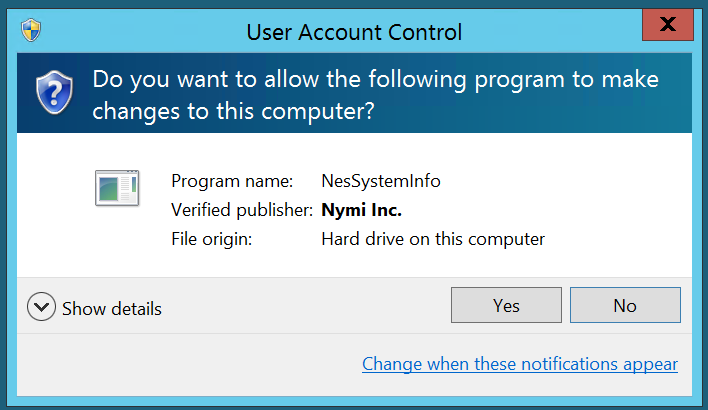 User Account Control
X
Do you want to allow the following program to make
changes to this computer?
Program name: NesSystemInfo
Verified publisher: Nymi Inc.
File origin: Hard drive on this computer
Show details
Yes
No
Change when these notifications appear